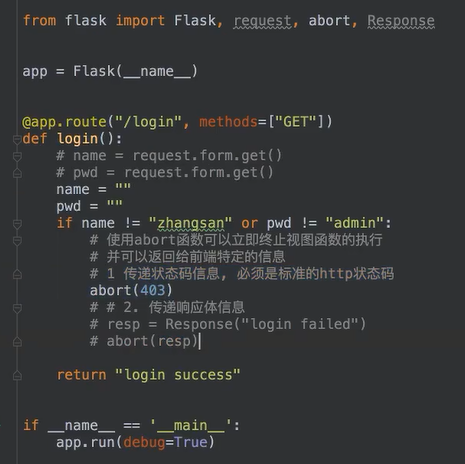 from flask import Flask, request, abort, Response
app = Flask(__name__)
@app.route("/login", methods=["GET"])
def login():
# name = request.form.get()
# pwd = request.form.get()
name = ""
pwd = ""
if name != "zhangsan" or pwd != "admin":
# 使用abort函数可以立即终止视图函数的执行
# 并可以返回给前端特定的信息
# 1 传递状态码信息, 必须是标准的http状态码
abort(403)
# # 2. 传递响应体信息
# resp = Response("login failed")
# abort(resp)
return "login success"
if __name__ == '__main__':
app.run(debug=True)